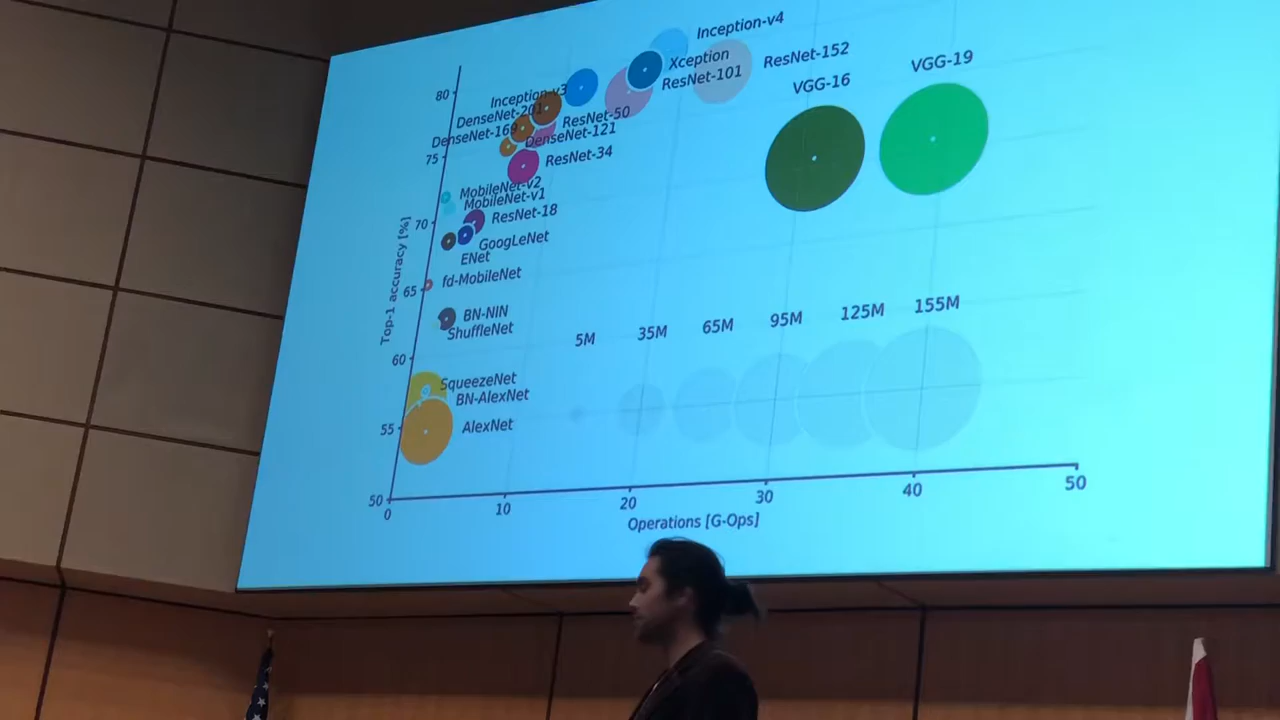 Inception-v4
80
Xception
ResNet-152
VGG-19
ResNet-101
VGG-16
Inception-v3
DenseNet-201
ResNet-50
DenseNet-169
DenseNet-121
75
ResNet-34
MobileNet-v2
MobileNet-v1
70
ResNet-18
GoogLeNet
ENet
Top-1 accuracy [%]
65
fd-MobileNet
BN-NIN
ShuffleNet
5M 35M 65M 95M 125M 155M
60
SqueezeNet
BN-AlexNet
55
AlexNet
50
0 10 20 30 40 50
Operations [G-Ops]